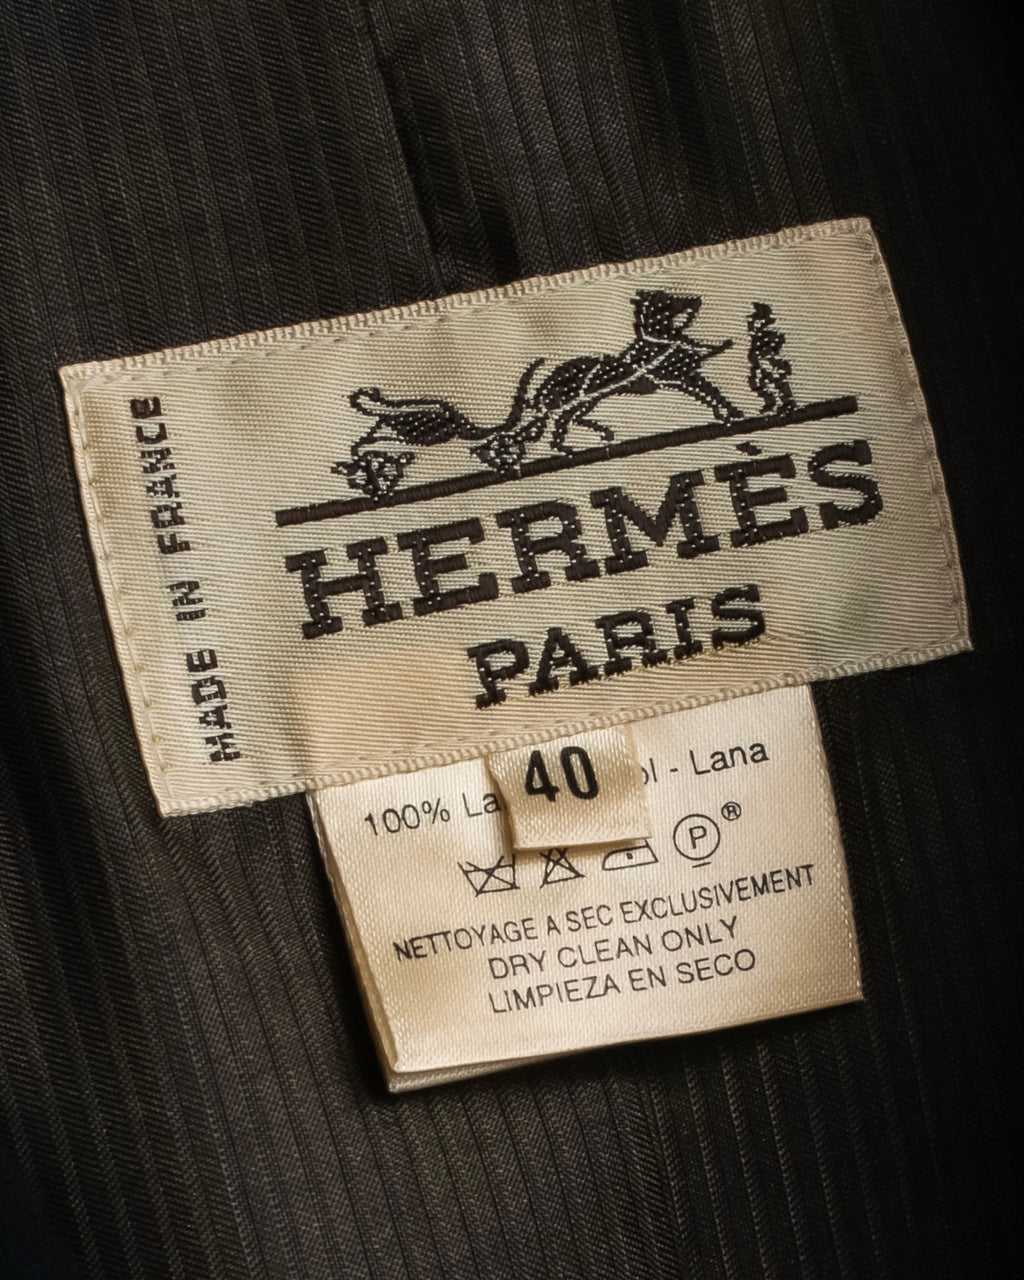 MADE IN FRANCE
HERMÈS
PARIS
40
100% La
ol - Lana
P®
NETTOYAGE A SEC EXCLUSIVEMENT
DRY CLEAN ONLY
LIMPIEZA EN SECO